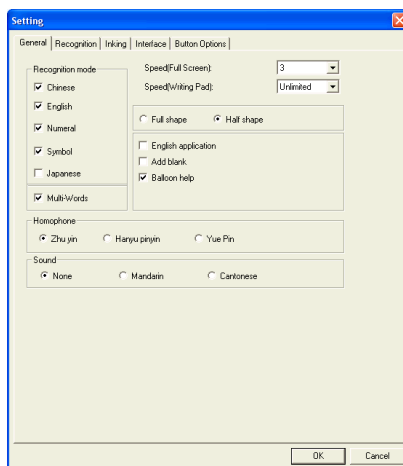 Setting
General Recognition Inking Interface Button Options
Recognition mode
Chinese
English
Numeral
Symbol
Japanese
Multi-Words
Speed(Full Screen): 3
Speed(Writing Pad): Unlimited
Full shape Half shape
English application
Add blank
Balloon help
Homophone
Zhu yin Hanyu pinyin Yue Pin
Sound
None Mandarin Cantonese
OK Cancel